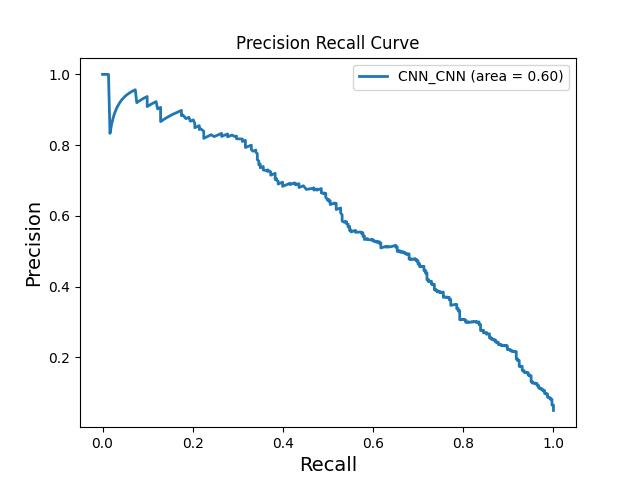 Precision Recall Curve
CNN_CNN (area = 0.60)
1.0
0.8
0.6
0.4
0.2
Precision
0.0 0.2 0.4 0.6 0.8 1.0
Recall